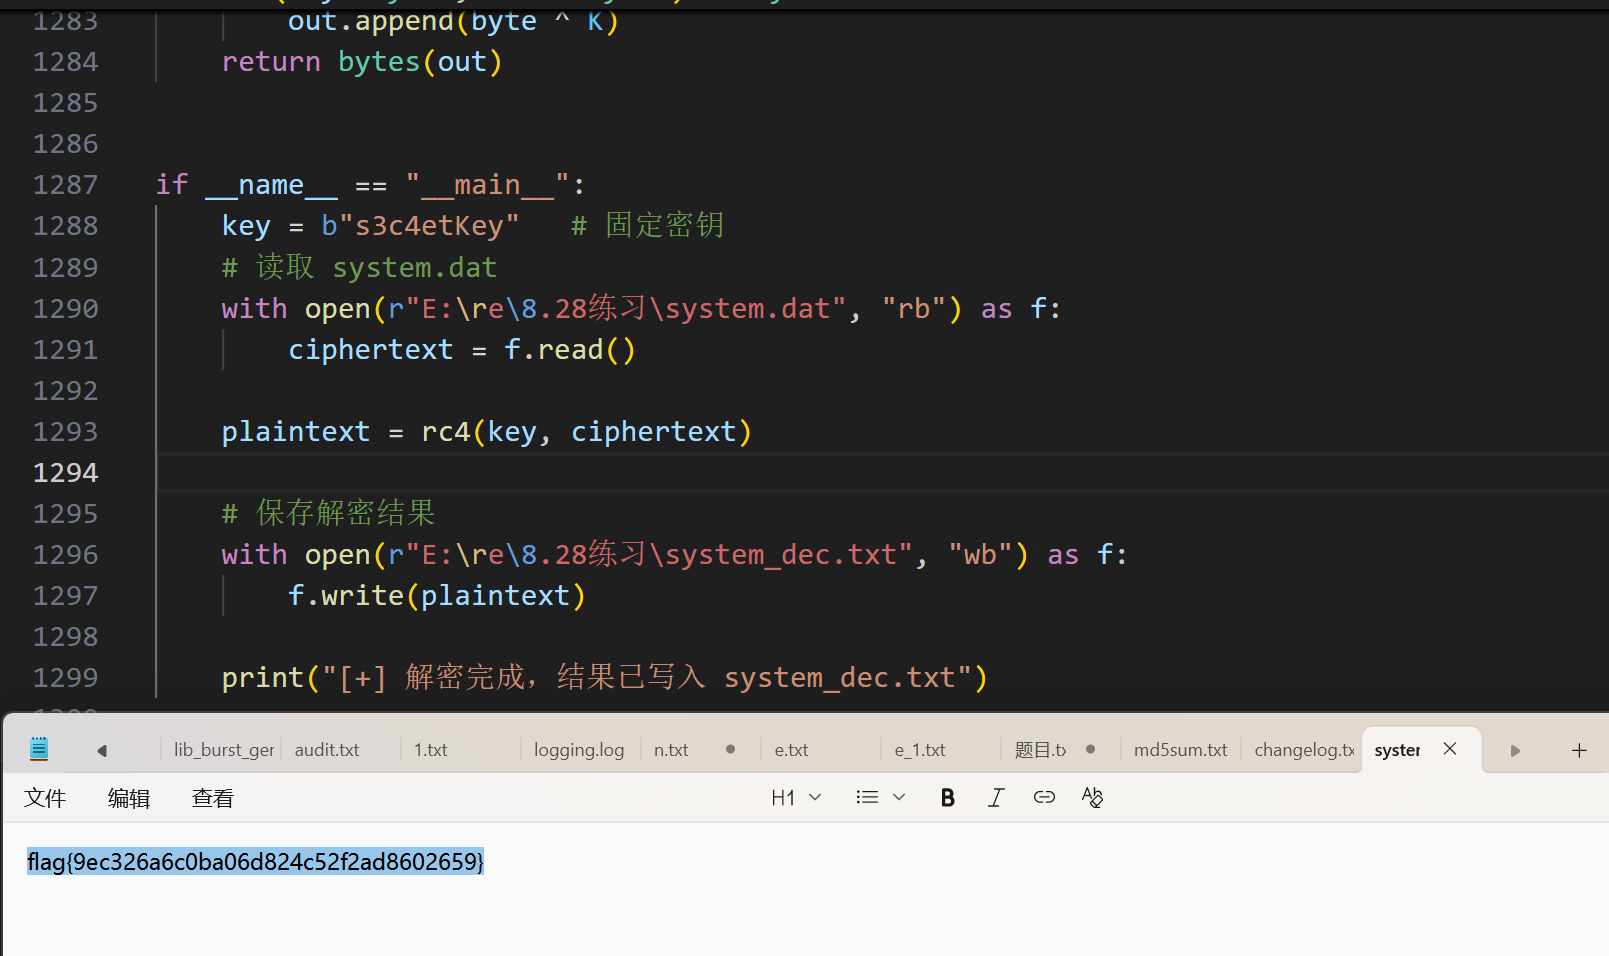 1283 out.append(byte ^ K)
1284 return bytes(out)
1285
1286
1287 if __name__ == "__main__":
1288 key = b"s3c4etKey" # 固定密钥
1289 # 读取 system.dat
1290 with open(r"E:\re\8.28练习\system.dat", "rb") as f:
1291 ciphertext = f.read()
1292
1293 plaintext = rc4(key, ciphertext)
1294
1295 # 保存解密结果
1296 with open(r"E:\re\8.28练习\system_dec.txt", "wb") as f:
1297 f.write(plaintext)
1298
1299 print("[+] 解密完成，结果已写入 system_dec.txt")
lib_burst_ger audit.txt 1.txt logging.log n.txt e.txt e_1.txt 题目.tx md5sum.txt changelog.tx syster
文件 编辑 查看 H1 B I
flag{9ec326a6c0ba06d824c52f2ad8602659}